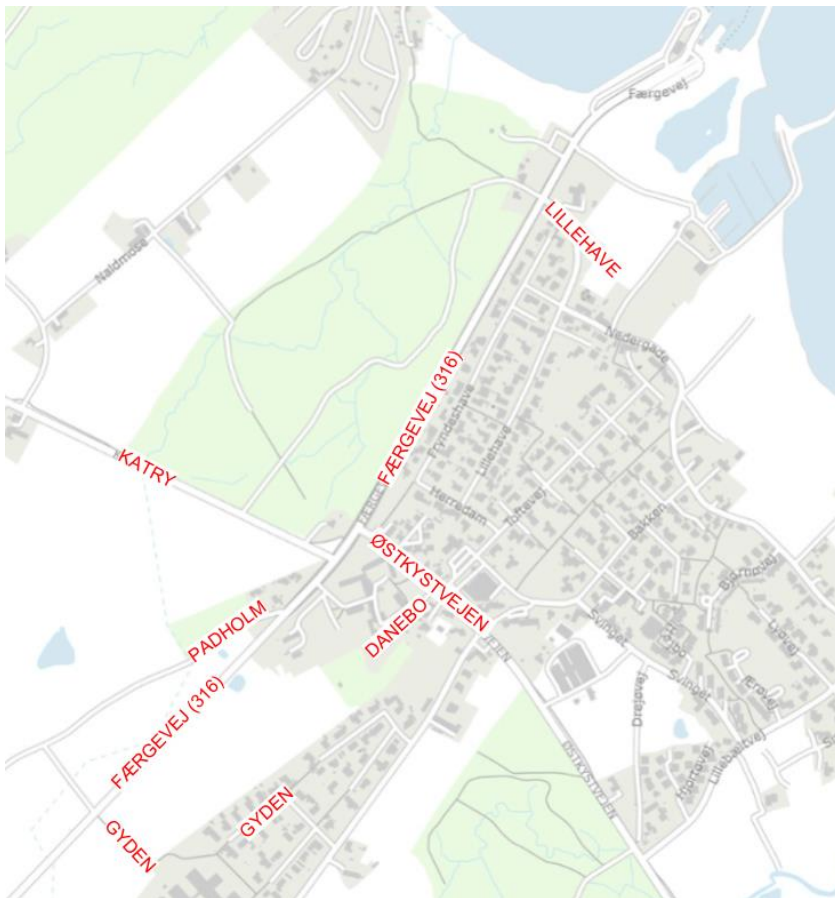 Færgevej
LILLEHAVE
Naldmose
Nedergade
FÆRGEVEJ (316)
Fryndeshave
Lillehave
KATRY
Herredam
Toftevej
Bakken
ØSTKYSTVEJEN
Bjørnøvej
PADHOLM
DANEBO
Svinget
Lyøvej
Svinget
Ærøvej
Drejøvej
FÆRGEVEJ (316)
Hjortøvej
Lillebæltvej
ØSTKYSTVEJEN
GYDEN
GYDEN